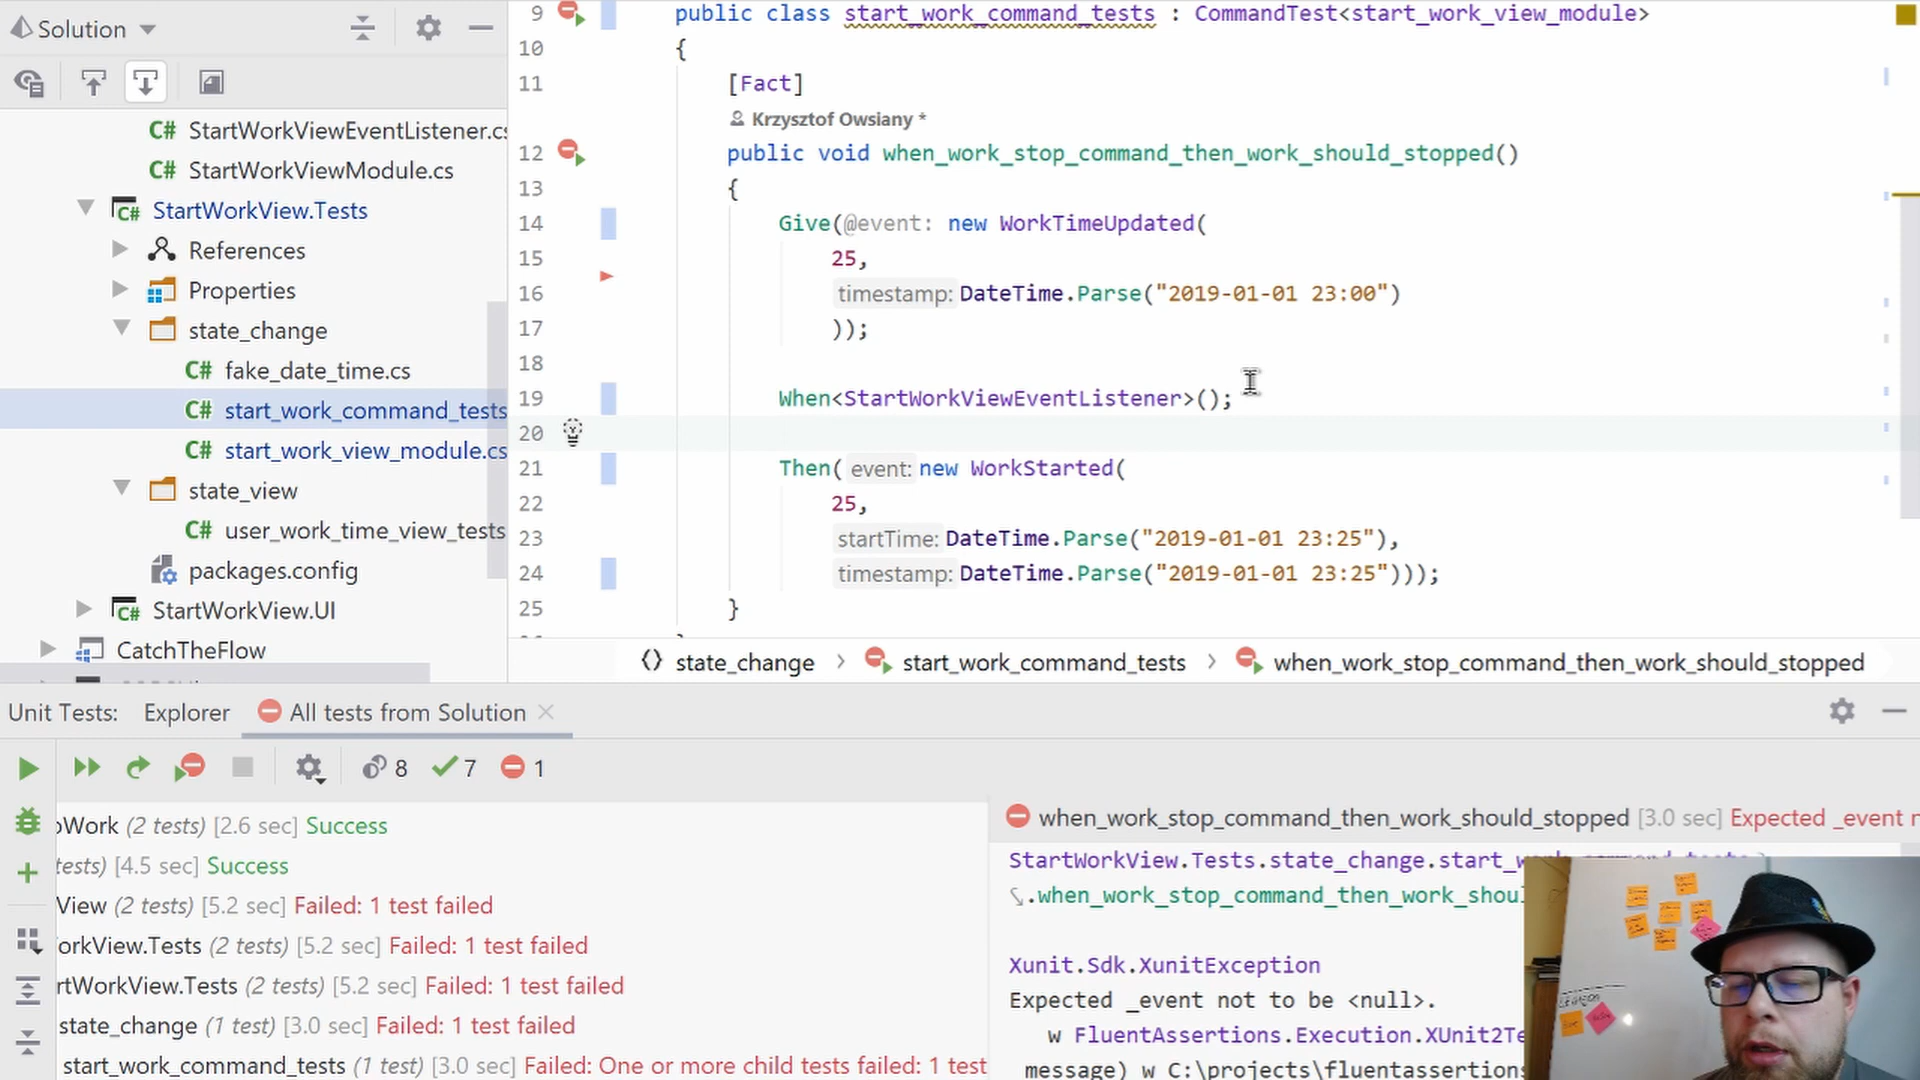 Solution
StartWorkViewEventListener.cs
StartWorkViewModule.cs
StartWorkView.Tests
References
Properties
state_change
fake_date_time.cs
start_work_command_tests
start_work_view_module.cs
state_view
user_work_time_view_tests
packages.config
StartWorkView.UI
CatchTheFlow
9 public class start_work_command_tests : CommandTest<start_work_view_module>
10 {
11 [Fact]
Krzysztof Owsiany *
12 public void when_work_stop_command_then_work_should_stopped()
13 {
14 Give(@event: new WorkTimeUpdated(
15 25,
16 timestamp: DateTime.Parse("2019-01-01 23:00")
17 ));
18
19 When<StartWorkViewEventListener>();
20
21 Then( event: new WorkStarted(
22 25,
23 startTime: DateTime.Parse("2019-01-01 23:25"),
24 timestamp: DateTime.Parse("2019-01-01 23:25")));
25 }
state_change › start_work_command_tests › when_work_stop_command_then_work_should_stopped
Unit Tests: Explorer All tests from Solution
8 7 1
oWork (2 tests) [2.6 sec] Success
tests) [4.5 sec] Success
View (2 tests) [5.2 sec] Failed: 1 test failed
orkView.Tests (2 tests) [5.2 sec] Failed: 1 test failed
rtWorkView.Tests (2 tests) [5.2 sec] Failed: 1 test failed
state_change (1 test) [3.0 sec] Failed: 1 test failed
start_work_command_tests (1 test) [3.0 sec] Failed: One or more child tests failed: 1 test
when_work_stop_command_then_work_should_stopped [3.0 sec] Expected _event
StartWorkView.Tests.state_change.start_work_command_tests
.when_work_stop_command_then_work_shoul
Xunit.Sdk.XunitException
Expected _event not to be <null>.
w FluentAssertions.Execution.XUnit2Te
message) w C:\projects\fluentassertions